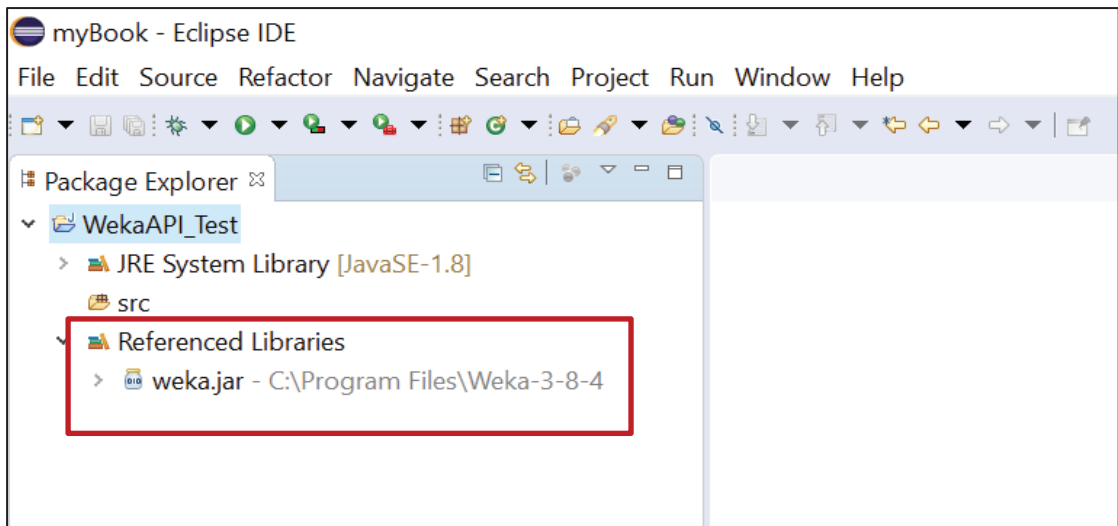 myBook - Eclipse IDE
File Edit Source Refactor Navigate Search Project Run Window Help
Package Explorer
WekaAPI_Test
JRE System Library [JavaSE-1.8]
src
Referenced Libraries
weka.jar - C:\Program Files\Weka-3-8-4